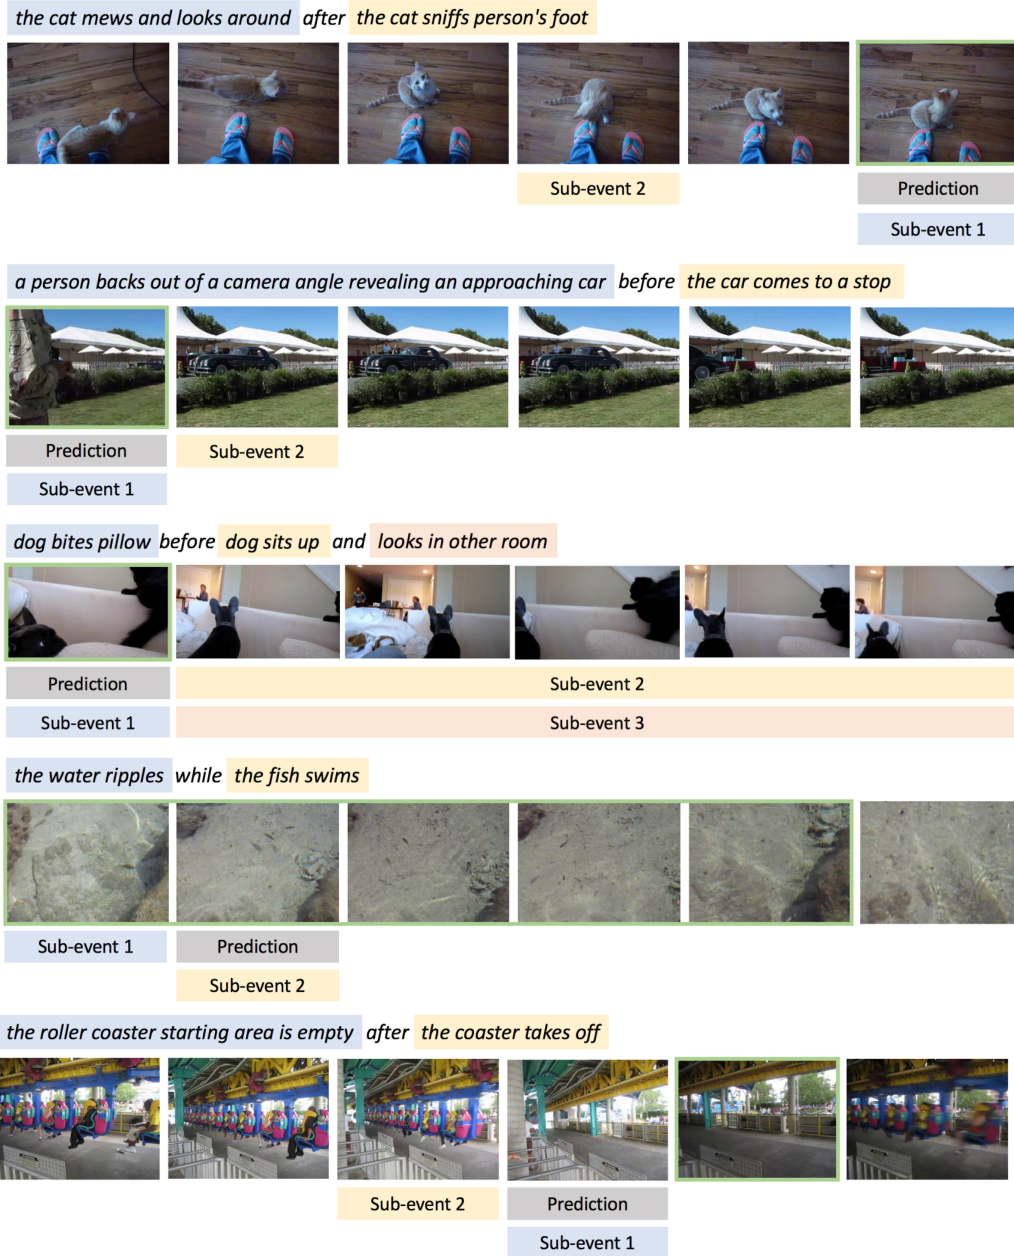 the cat mews and looks around after the cat sniffs person's foot
Sub-event 2 Prediction
Sub-event 1
a person backs out of a camera angle revealing an approaching car before the car comes to a stop
Prediction Sub-event 2
Sub-event 1
dog bites pillow before dog sits up and looks in other room
Prediction Sub-event 2
Sub-event 1 Sub-event 3
the water ripples while the fish swims
Sub-event 1 Prediction
Sub-event 2
the roller coaster starting area is empty after the coaster takes off
Sub-event 2 Prediction
Sub-event 1